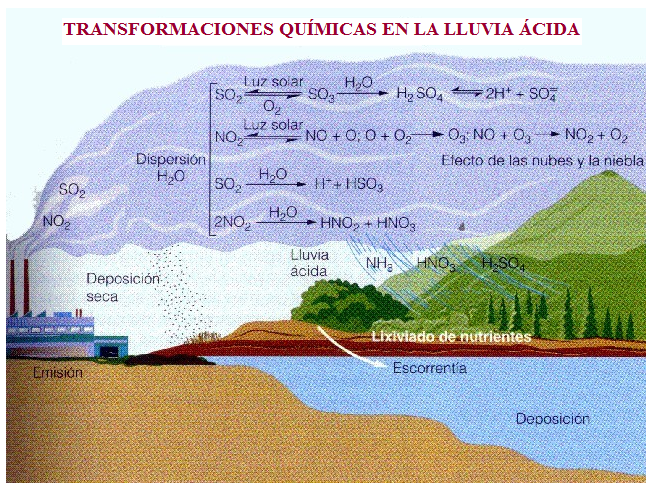 TRANSFORMACIONES QUÍMICAS EN LA LLUVIA ÁCIDA
Luz solar
H₂O
SO₂ ⇌ SO₃ → H₂SO₄ ⇌ 2H⁺ + SO₄⁼
O₂
Luz solar
NO₂ ⇌ NO + O; O + O₂ → O₃; NO + O₃ → NO₂ + O₂
Efecto de las nubes y la niebla
Dispersión
H₂O
H₂O
SO₂ → H⁺ + HSO₃
H₂O
2NO₂ → HNO₂ + HNO₃
SO₂
NO₂
Deposición
seca
Lluvia
ácida
NH₃ HNO₃ H₂SO₄
Lixiviado de nutrientes
Emisión
Escorrentía
Deposición